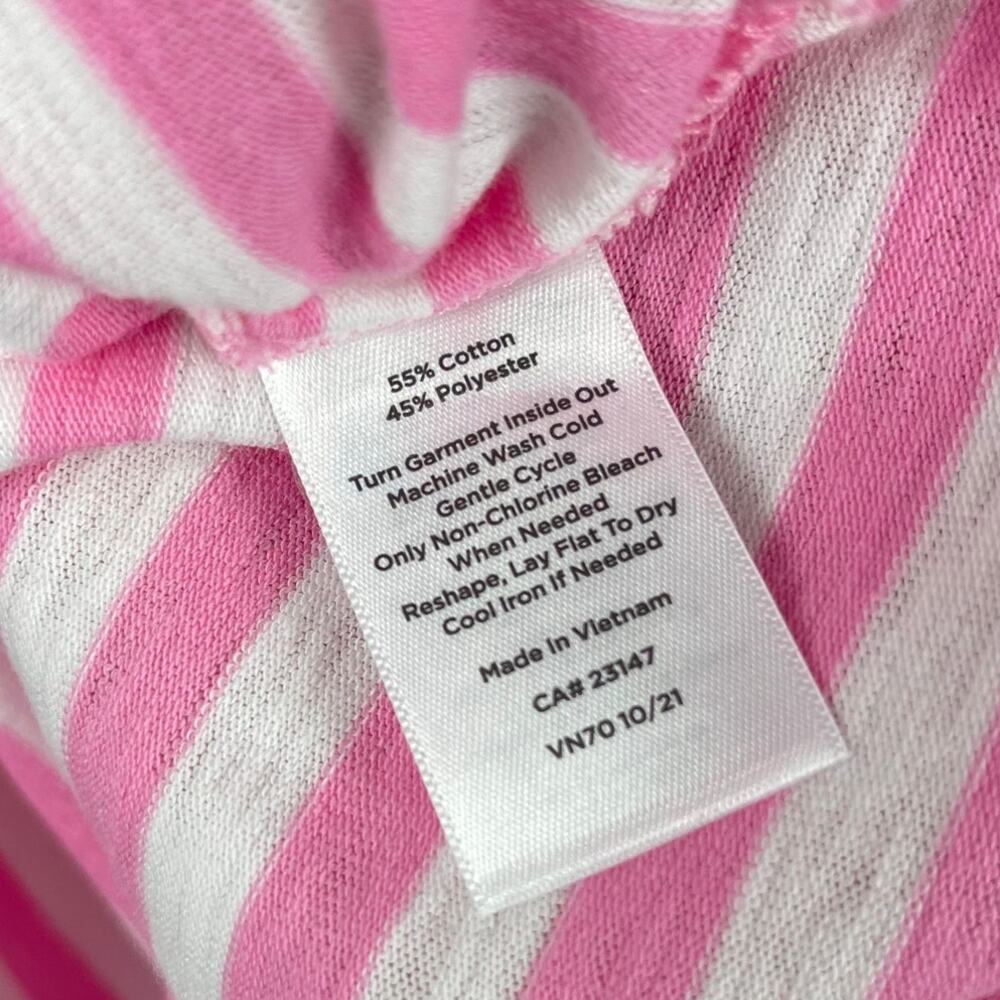 55% Cotton
45% Polyester
Turn Garment Inside Out
Machine Wash Cold
Gentle Cycle
Only Non-Chlorine Bleach
When Needed
Reshape, Lay Flat To Dry
Cool Iron If Needed
Made In Vietnam
CA# 23147
VN70 10/21